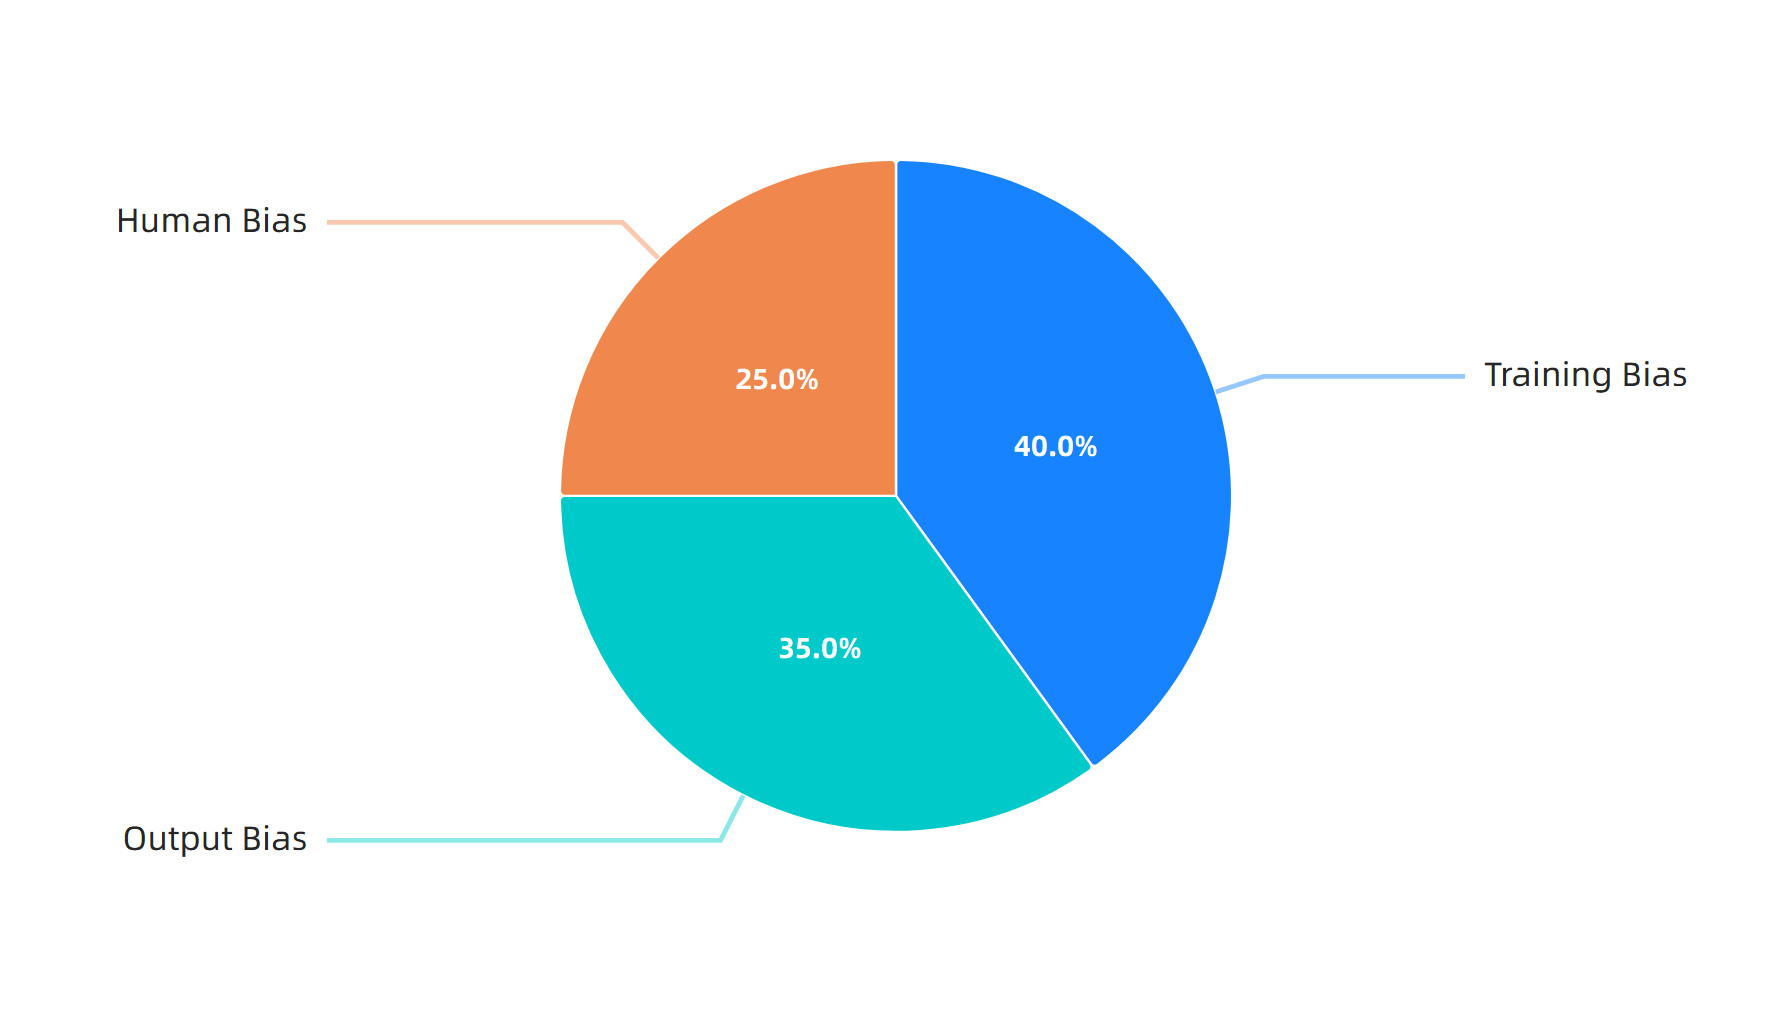 Human Bias
Training Bias
25.0%
40.0%
35.0%
Output Bias